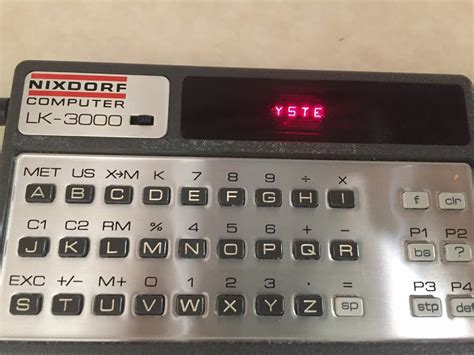 NIXDORF
COMPUTER
LK-3000
YSTE
MET US X→M K 7 8 9 ÷ ×
A B C D E F G H I f clr
C1 C2 RM % 4 5 6 - + P1 P2
J K L M N O P Q R bs ?
EXC +/- M+ 0 1 2 3 · = P3 P4
S T U V W X Y Z sp stp def